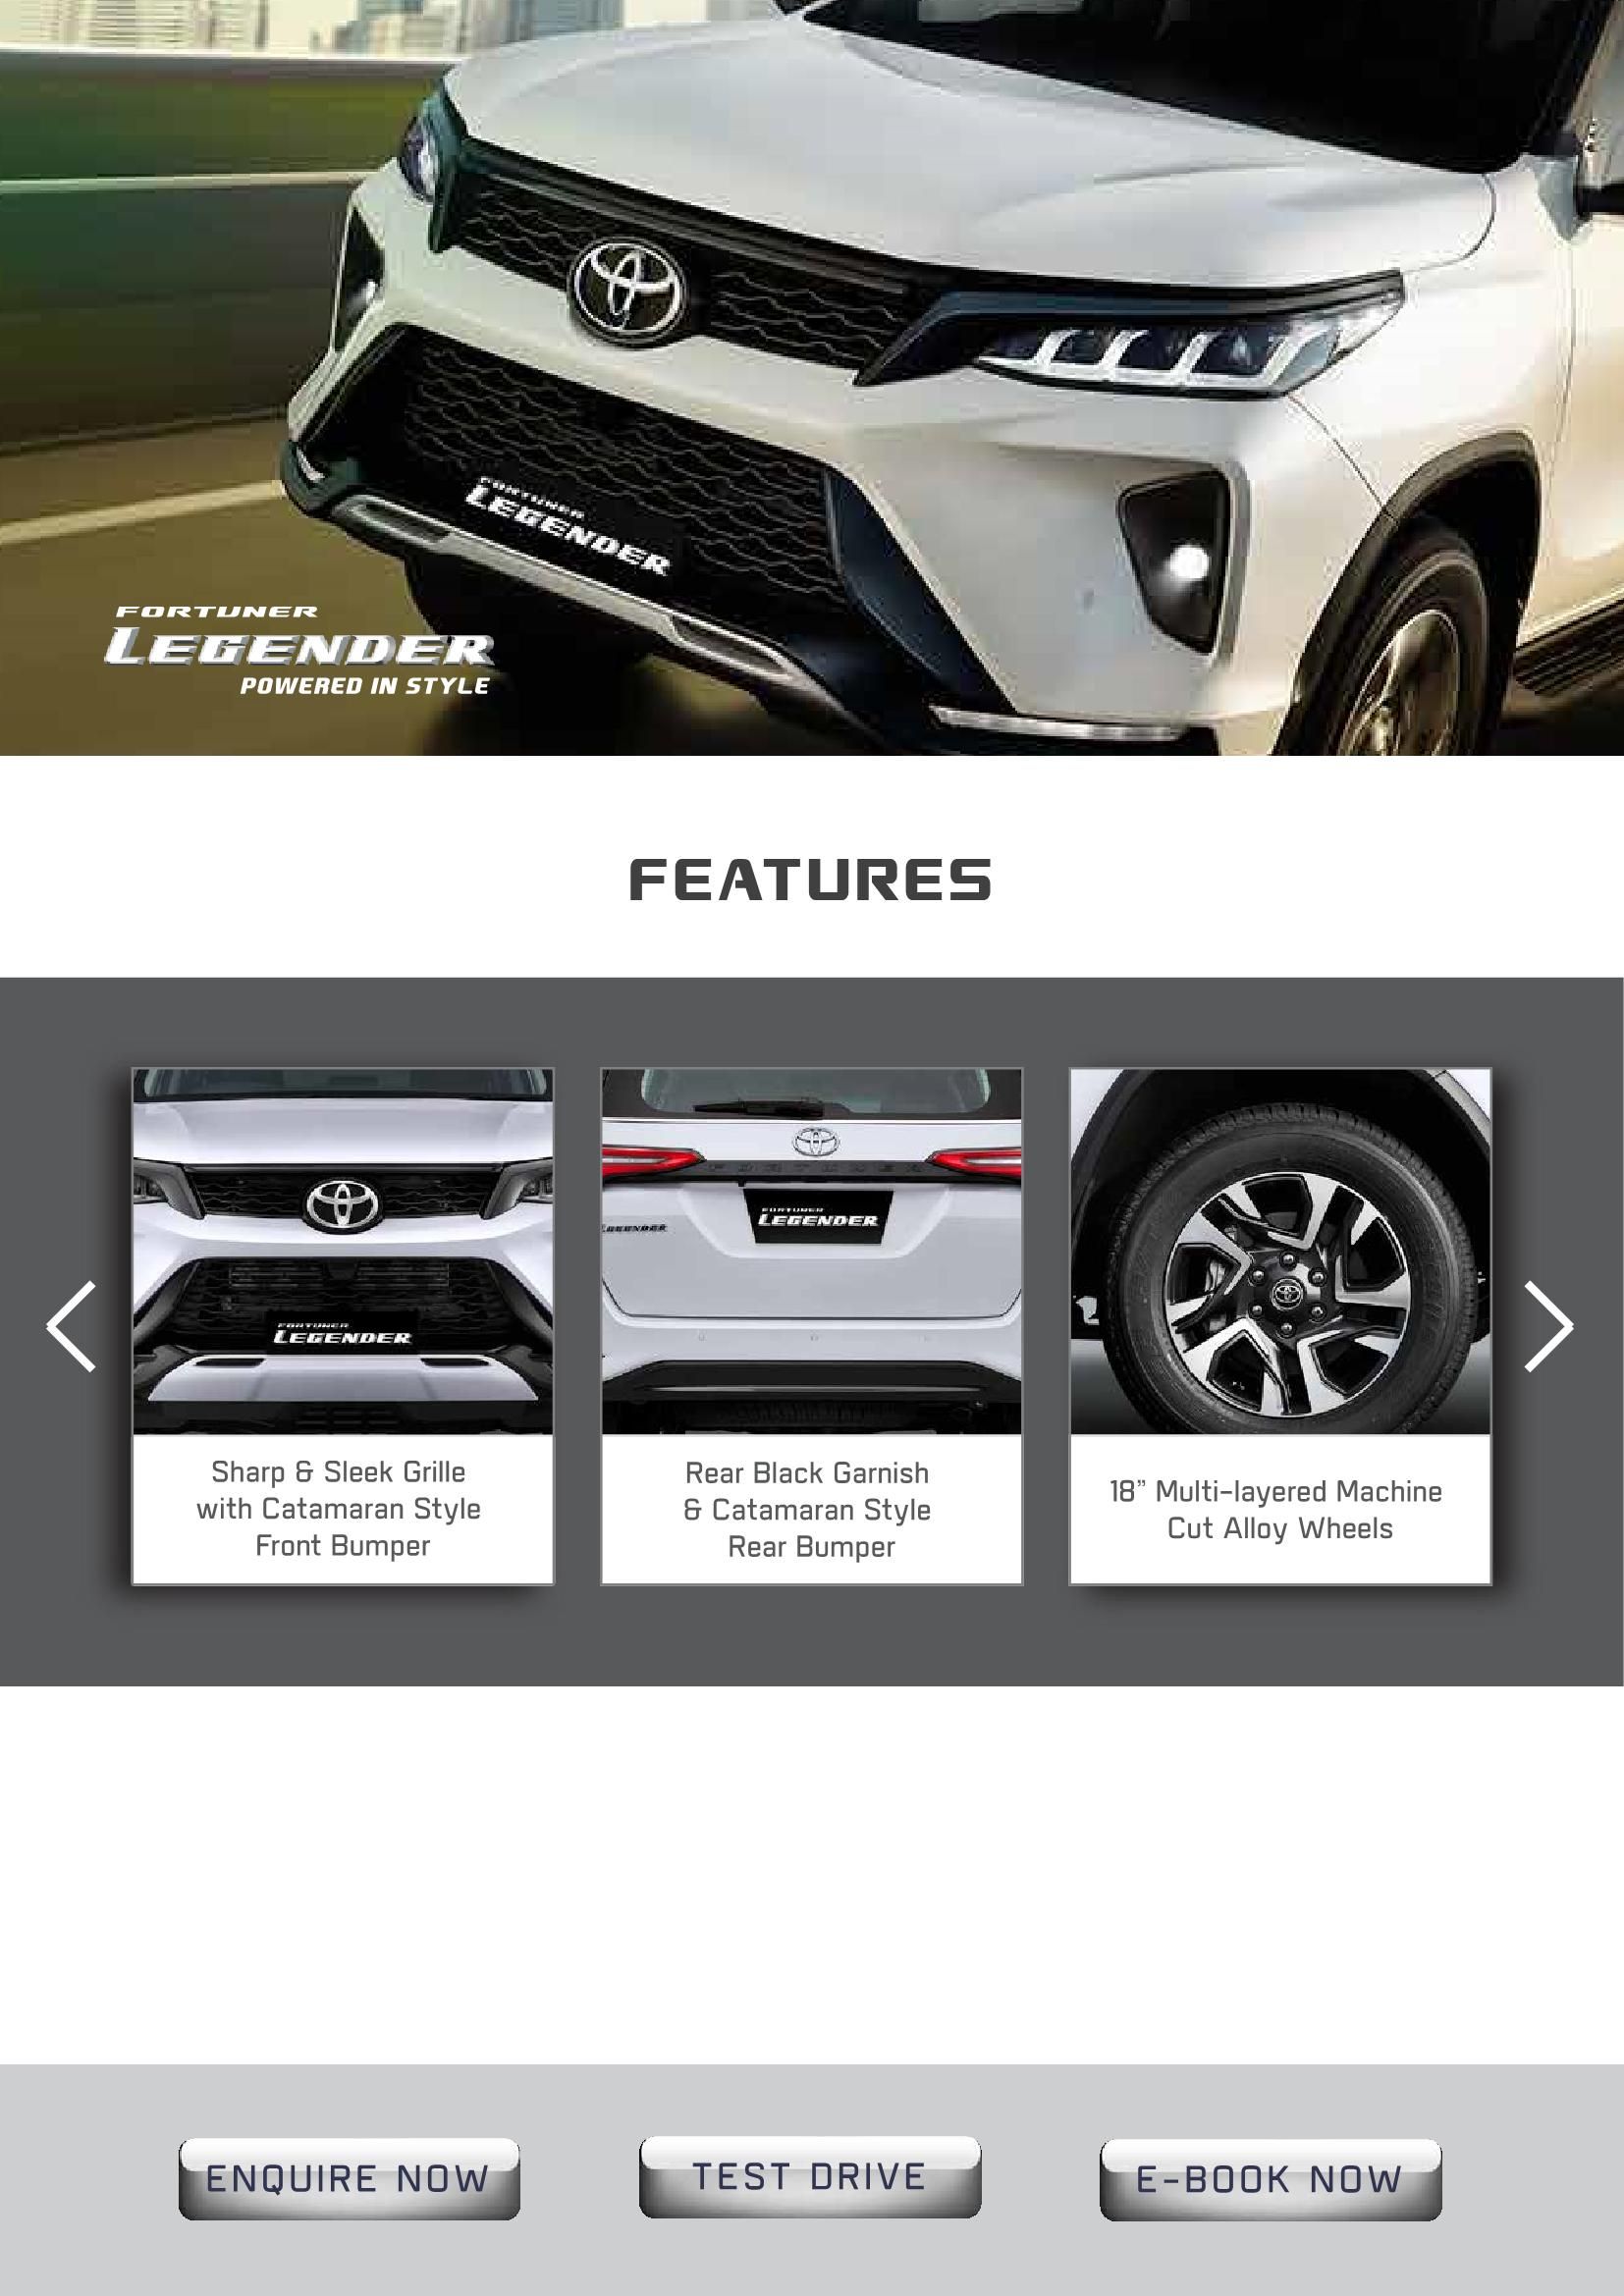 FORTUNER
LEGENDER
FORTUNER
LEGENDER
POWERED IN STYLE
FEATURES
FORTUNER
LEGENDER
Sharp & Sleek Grille
with Catamaran Style
Front Bumper
FORTUNER
FORTUNER
LEGENDER
LEGENDER
Rear Black Garnish
& Catamaran Style
Rear Bumper
18” Multi-layered Machine
Cut Alloy Wheels
ENQUIRE NOW
TEST DRIVE
E-BOOK NOW